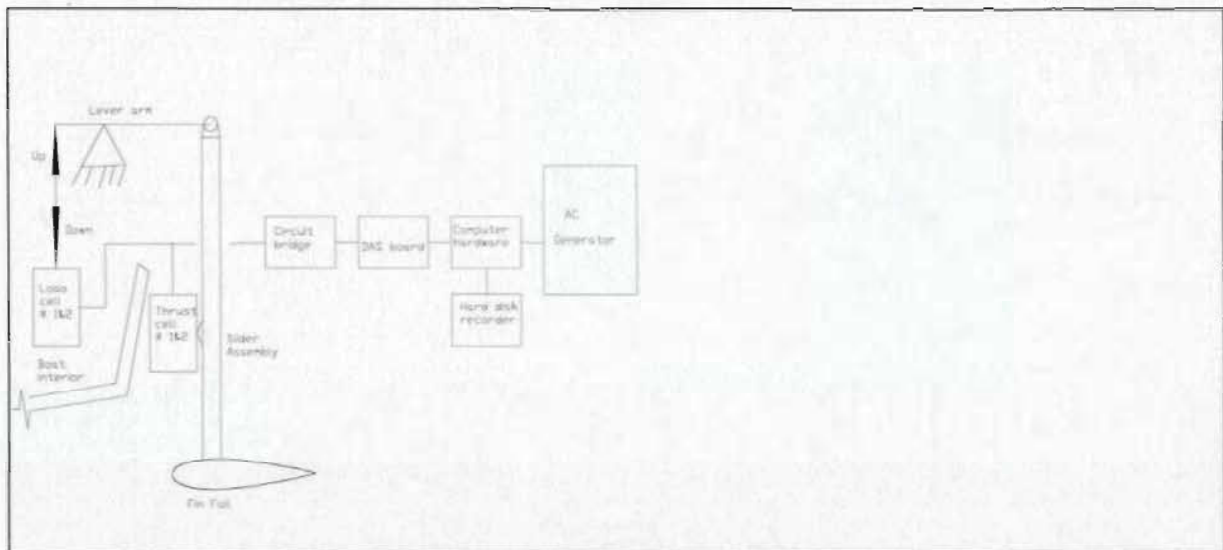 Lever arm
Up
Down
Load
cell
# 1&2
Thrust
cell
# 1&2
Boat
interior
Slider
Assembly
Circuit
bridge
DAS board
Computer
hardware
AC
Generator
Hard disk
recorder
Fin Foil